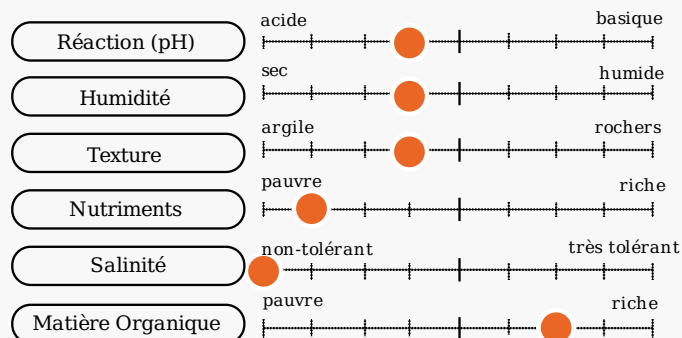 acide basique
Réaction (pH)
sec humide
Humidité
argile rochers
Texture
pauvre riche
Nutriments
non-tolérant très tolérant
Salinité
pauvre riche
Matière Organique